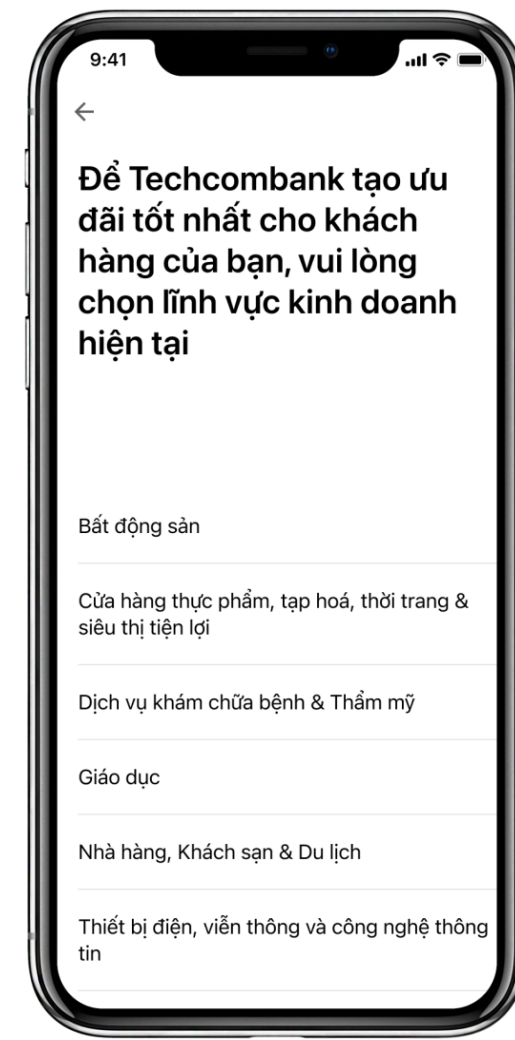 9:41
Để Techcombank tạo ưu
đãi tốt nhất cho khách
hàng của bạn, vui lòng
chọn lĩnh vực kinh doanh
hiện tại
Bất động sản
Cửa hàng thực phẩm, tạp hoá, thời trang &
siêu thị tiện lợi
Dịch vụ khám chữa bệnh & Thẩm mỹ
Giáo dục
Nhà hàng, Khách sạn & Du lịch
Thiết bị điện, viễn thông và công nghệ thông
tin